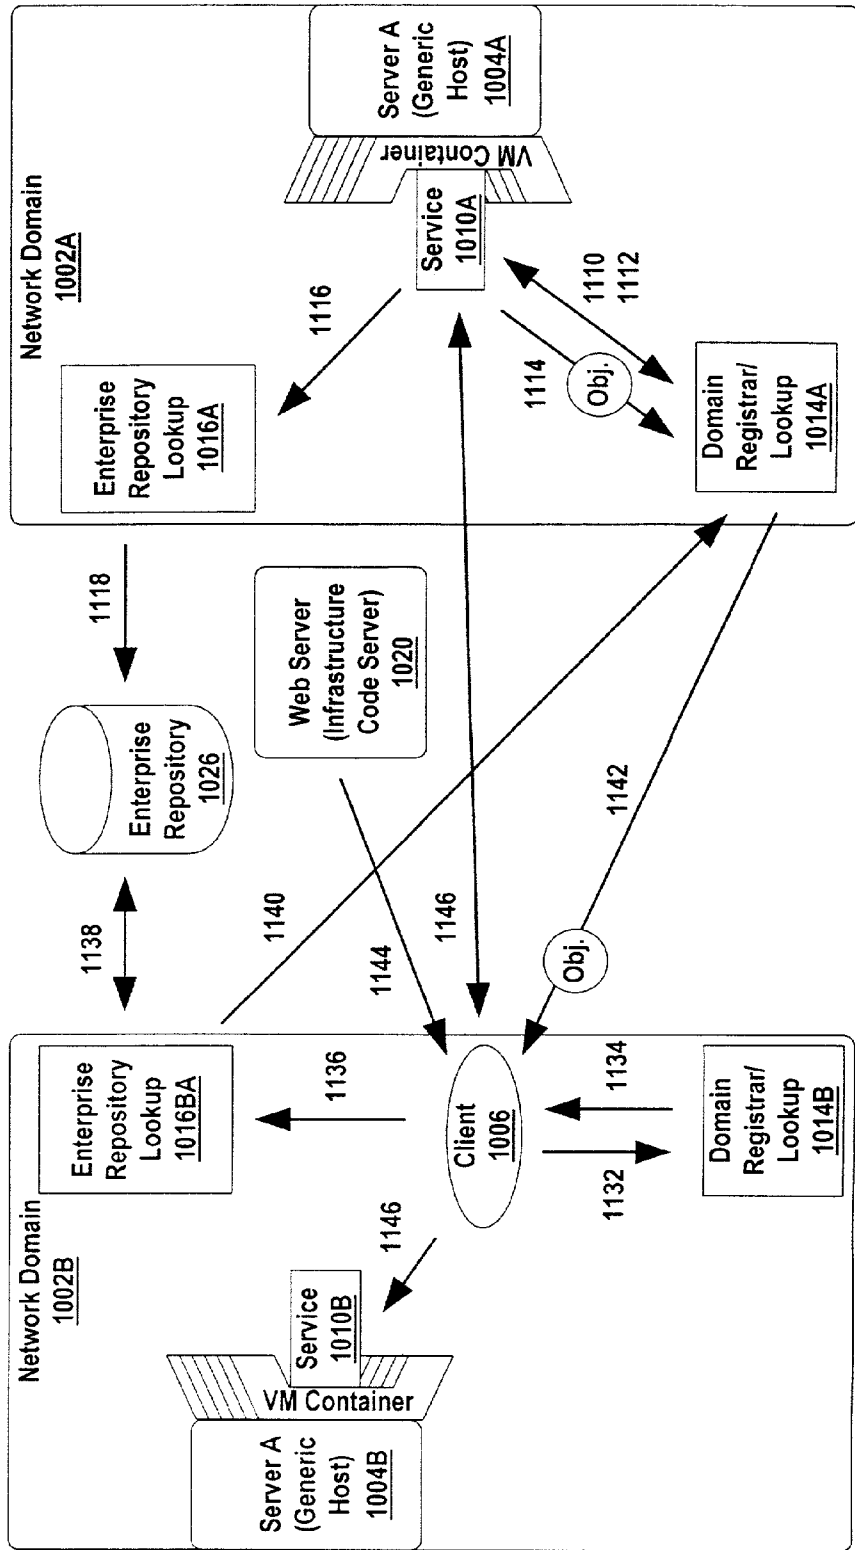 Network Domain
1002B
Server A
(Generic
Host)
1004B
VM Container
Service
1010B
1146
Enterprise
Repository
Lookup
1016BA
1136
Client
1006
1132
1134
Domain
Registrar/
Lookup
1014B
1138
Enterprise
Repository
1026
1118
1140
1144
Web Server
(Infrastructure
Code Server)
1020
1146
Obj.
1142
Network Domain
1002A
Enterprise
Repository
Lookup
1016A
1116
Service
1010A
VM Container
Server A
(Generic
Host)
1004A
1114
Obj.
1110
1112
Domain
Registrar/
Lookup
1014A